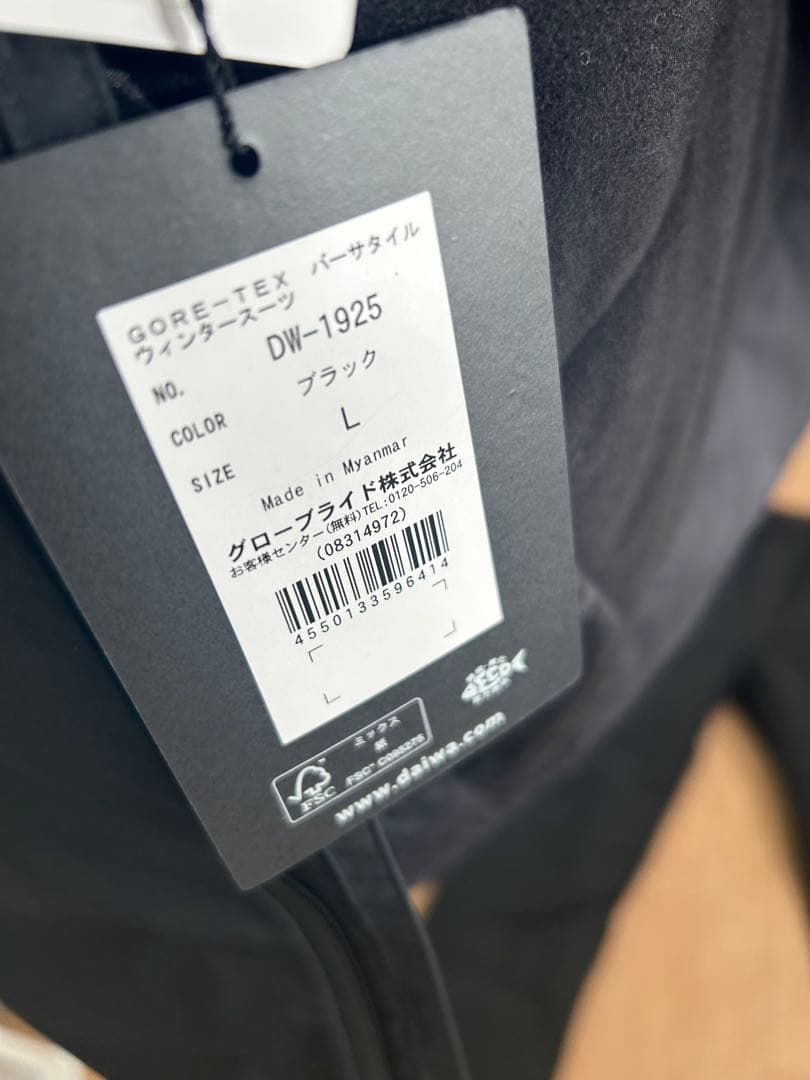 GORE-TEX バーサタイル
ウィンタースーツ
NO. DW-1925
COLOR ブラック
SIZE L
Made in Myanmar
グローブライド株式会社
お客様センター(無料)TEL:0120-506-204
(08314972)
4550133596414
ミックス
紙
FSC FSC™ C095275
www.daiwa.com